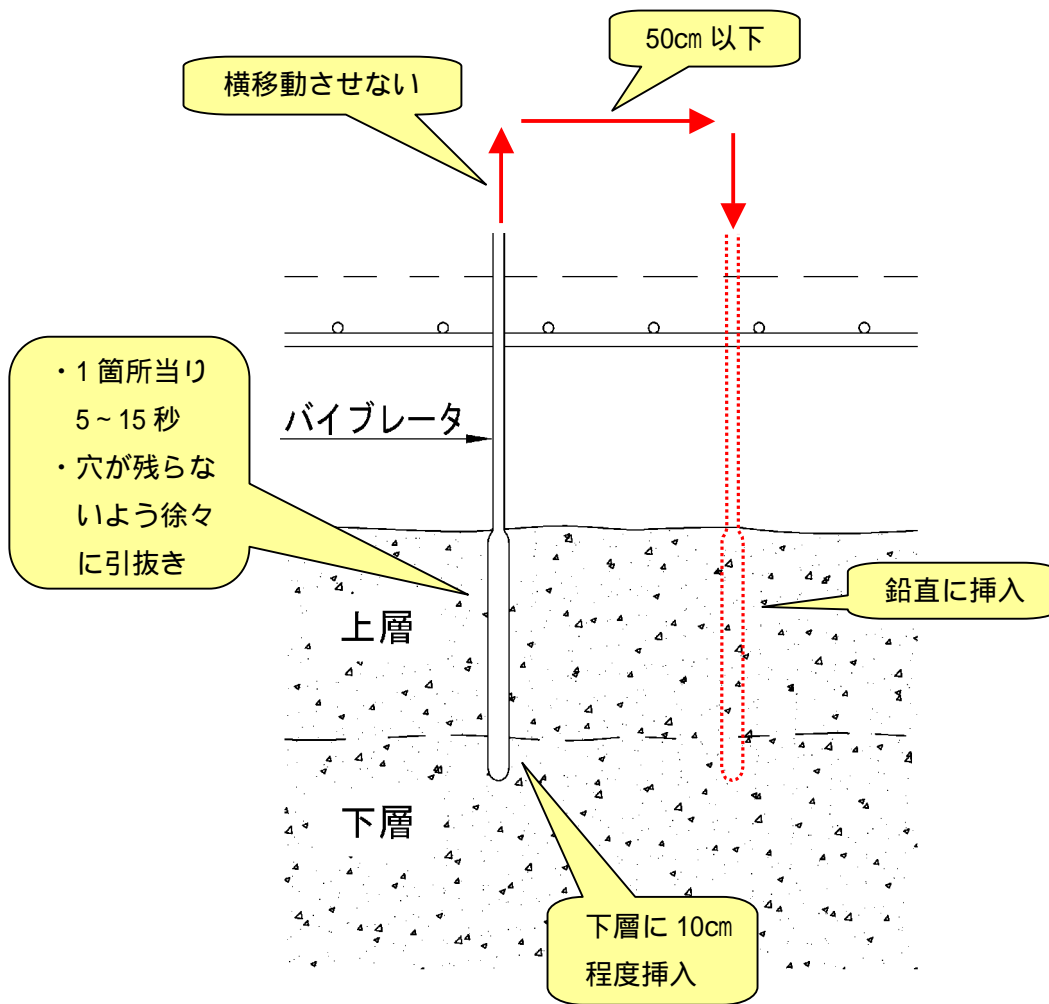 50cm 以下
横移動させない
・1 箇所当り
5~15 秒
・穴が残らな
いよう徐々
に引抜き
バイブレータ
鉛直に挿入
上層
下層
下層に 10cm
程度挿入